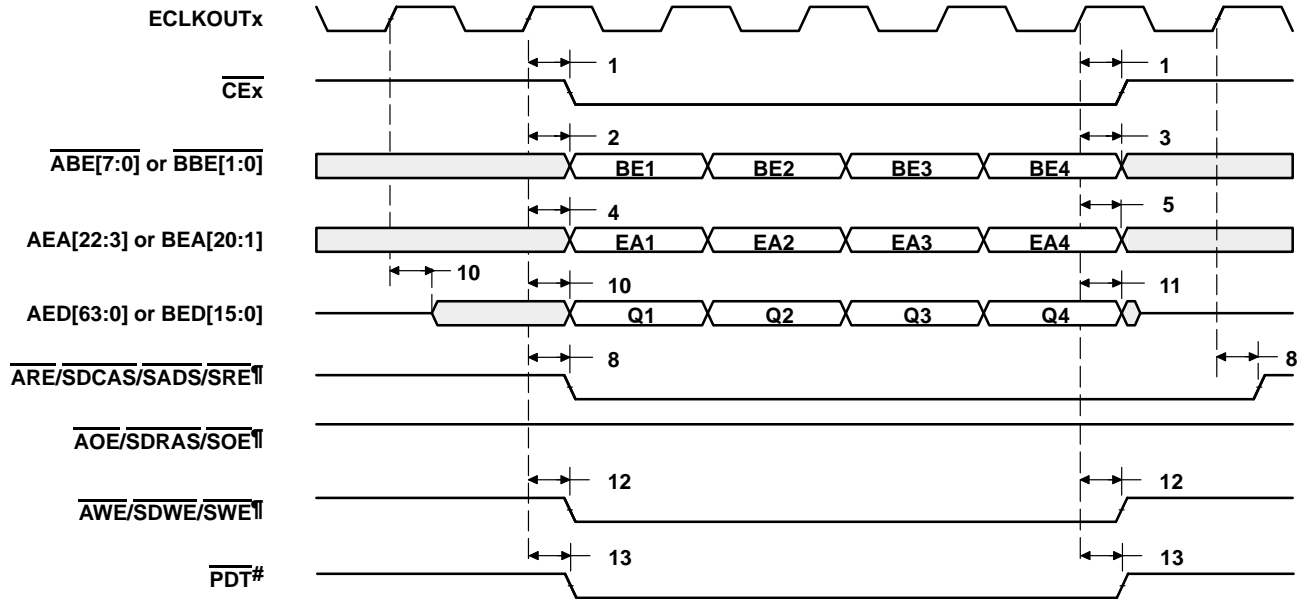 ECLKOUTx
1 1
CEx
2 3
ABE[7:0] or BBE[1:0]
BE1 BE2 BE3 BE4
4 5
AEA[22:3] or BEA[20:1]
EA1 EA2 EA3 EA4
10 10 11
AED[63:0] or BED[15:0]
Q1 Q2 Q3 Q4
8 8
ARE/SDCAS/SADS/SRE¶
AOE/SDRAS/SOE¶
12 12
AWE/SDWE/SWE¶
13 13
PDT#